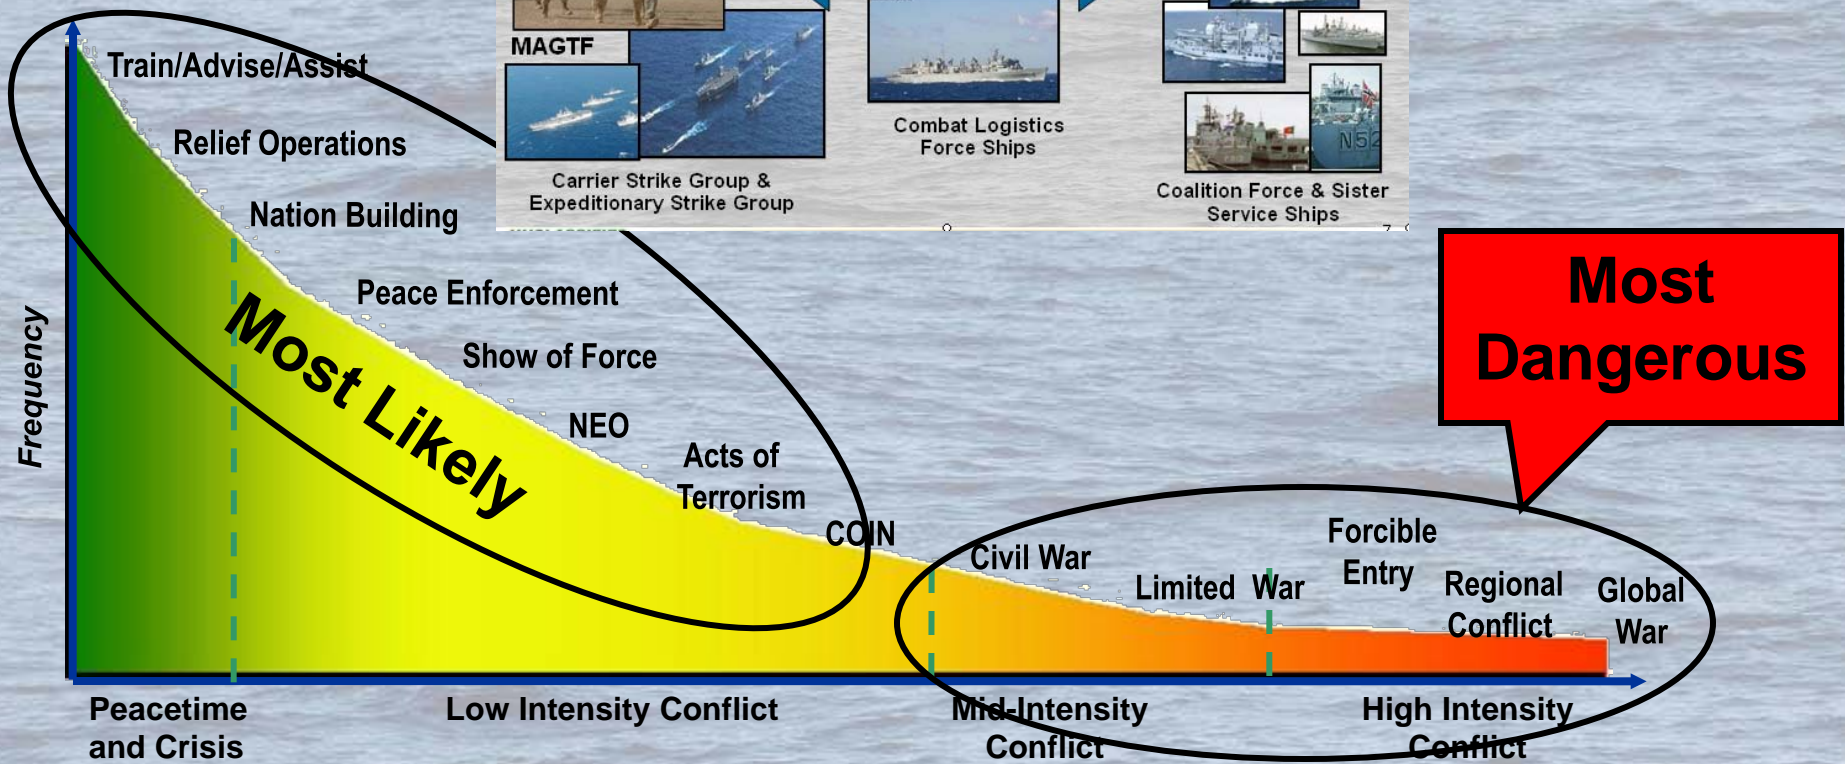 Train/Advise/Assist
MAGTF
Relief Operations
Combat Logistics
Force Ships
N52
Carrier Strike Group &
Expeditionary Strike Group
Coalition Force & Sister
Service Ships
7
Nation Building
Most
Dangerous
Peace Enforcement
Show of Force
Most Likely
Frequency
NEO
Acts of
Terrorism
COIN
Civil War
Limited War
Forcible
Entry
Regional
Conflict
Global
War
Peacetime
and Crisis
Low Intensity Conflict
Mid-Intensity
Conflict
High Intensity
Conflict